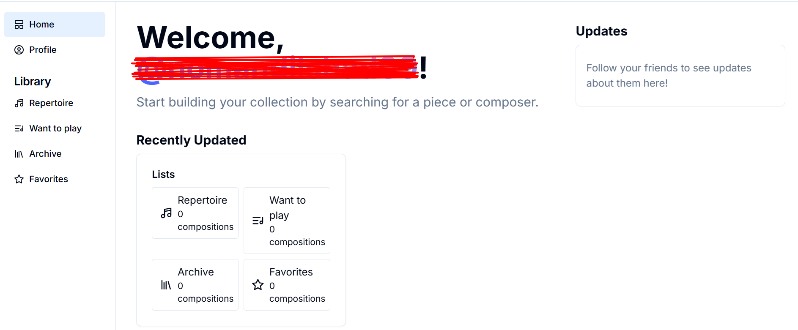 Home
Profile
Library
Repertoire
Want to play
Archive
Favorites
Welcome,
!
Start building your collection by searching for a piece or composer.
Recently Updated
Lists
Repertoire
0
compositions
Want to
play
0
compositions
Archive
0
compositions
Favorites
0
compositions
Updates
Follow your friends to see updates
about them here!